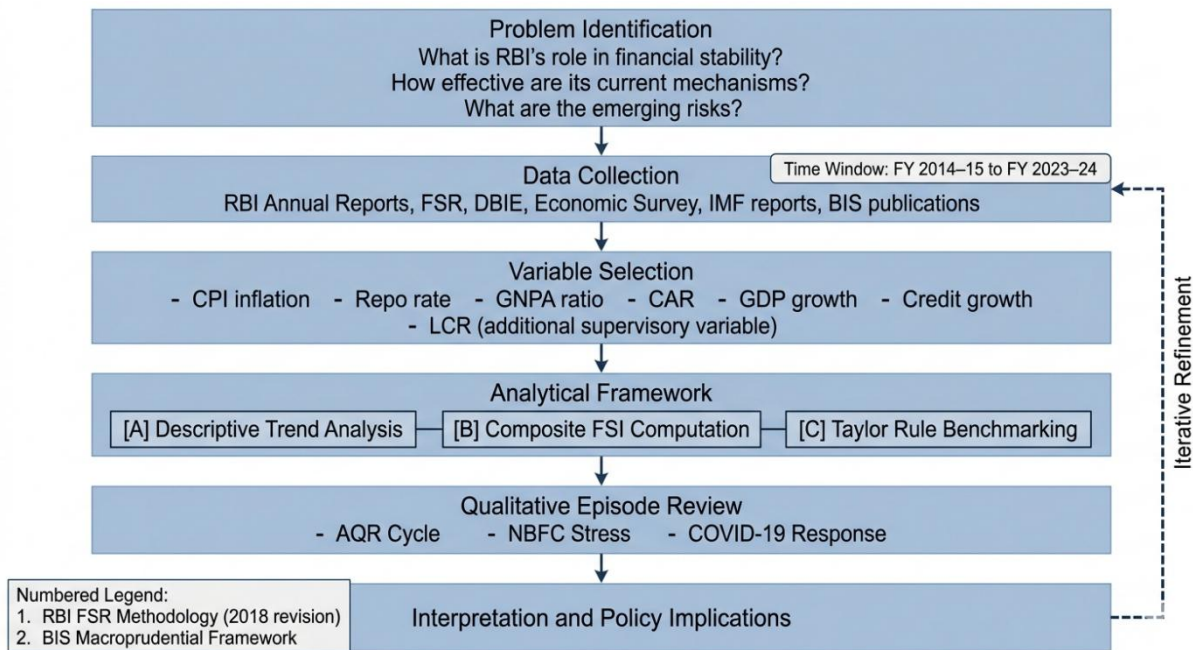 Problem Identification
What is RBI's role in financial stability?
How effective are its current mechanisms?
What are the emerging risks?
Time Window: FY 2014–15 to FY 2023–24
Data Collection
RBI Annual Reports, FSR, DBIE, Economic Survey, IMF reports, BIS publications
Variable Selection
- CPI inflation - Repo rate - GNPA ratio - CAR - GDP growth - Credit growth
- LCR (additional supervisory variable)
Analytical Framework
[A] Descriptive Trend Analysis [B] Composite FSI Computation [C] Taylor Rule Benchmarking
Qualitative Episode Review
- AQR Cycle - NBFC Stress - COVID-19 Response
Interpretation and Policy Implications
Numbered Legend:
1. RBI FSR Methodology (2018 revision)
2. BIS Macroprudential Framework
Iterative Refinement